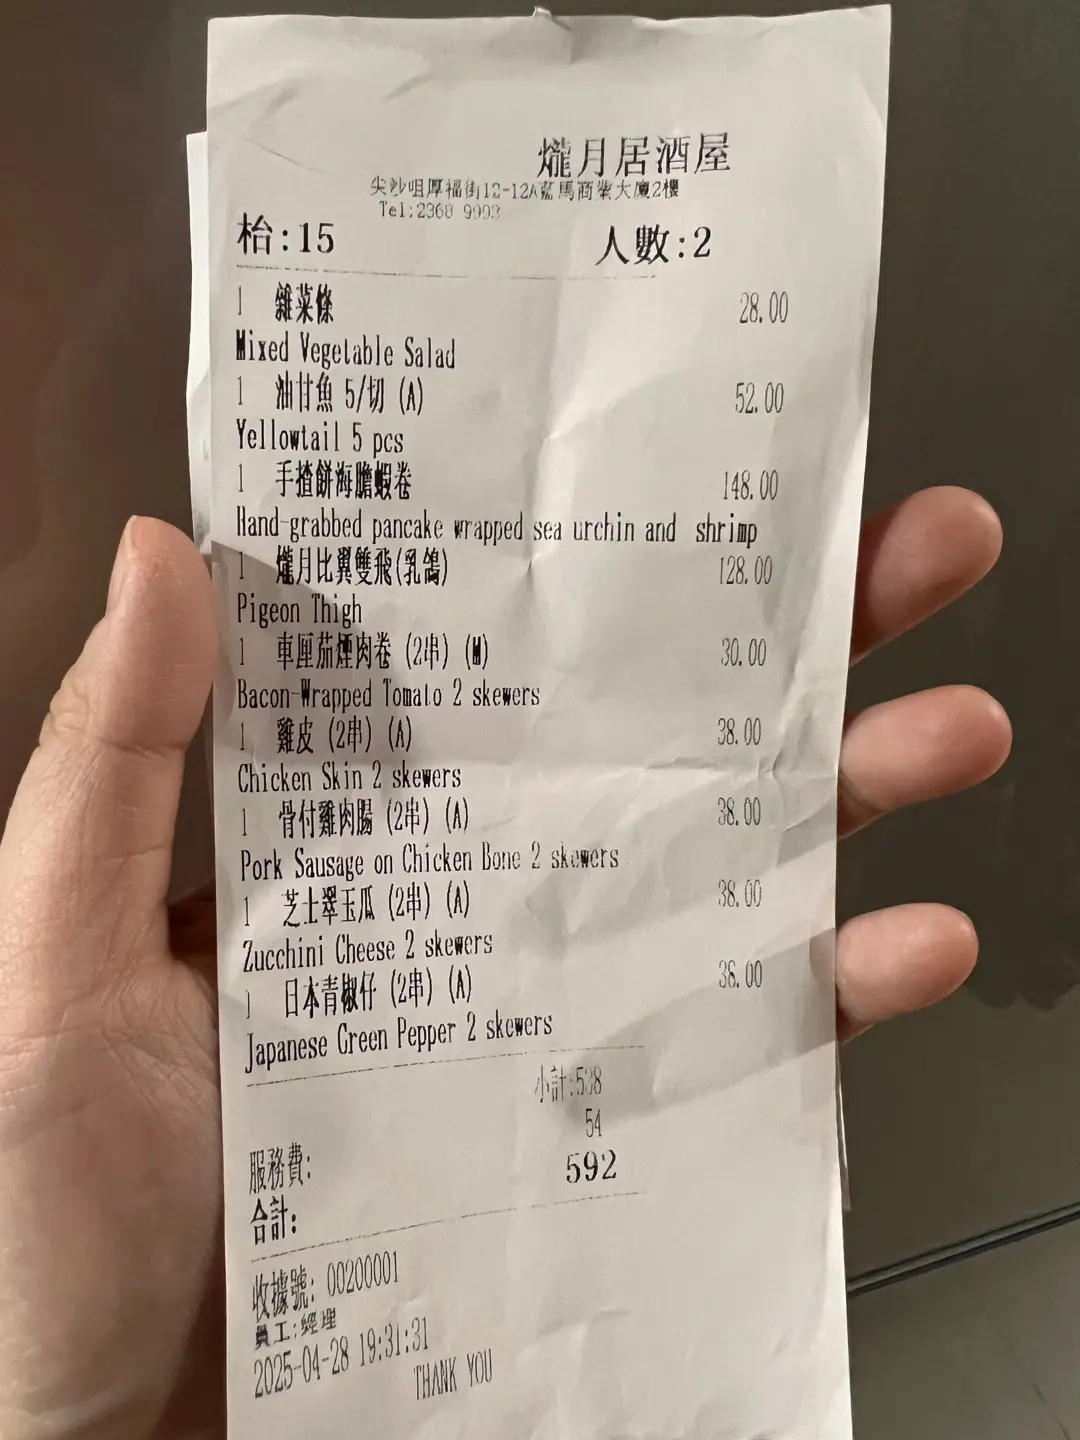 爖月居酒屋
尖沙咀厚福街12-12A藍馬商業大廈2樓
Tel:2368 9993
枱:15 人數:2
1 雜菜條 28.00
Mixed Vegetable Salad
1 油甘魚 5/切 (A) 52.00
Yellowtail 5 pcs
1 手揸餅海膽蝦卷 148.00
Hand-grabbed pancake wrapped sea urchin and shrimp
1 爖月比翼雙飛(乳鴿) 128.00
Pigeon Thigh
1 車厘茄煙肉卷 (2串) (M) 30.00
Bacon-Wrapped Tomato 2 skewers
1 雞皮 (2串) (A) 38.00
Chicken Skin 2 skewers
1 骨付雞肉腸 (2串) (A) 38.00
Pork Sausage on Chicken Bone 2 skewers
1 芝士翠玉瓜 (2串) (A) 38.00
Zucchini Cheese 2 skewers
1 日本青椒仔 (2串) (A) 38.00
Japanese Green Pepper 2 skewers
小計:538
54
服務費:
592
合計:
收據號: 00200001
員工:經理
2025-04-28 19:31:31
THANK YOU